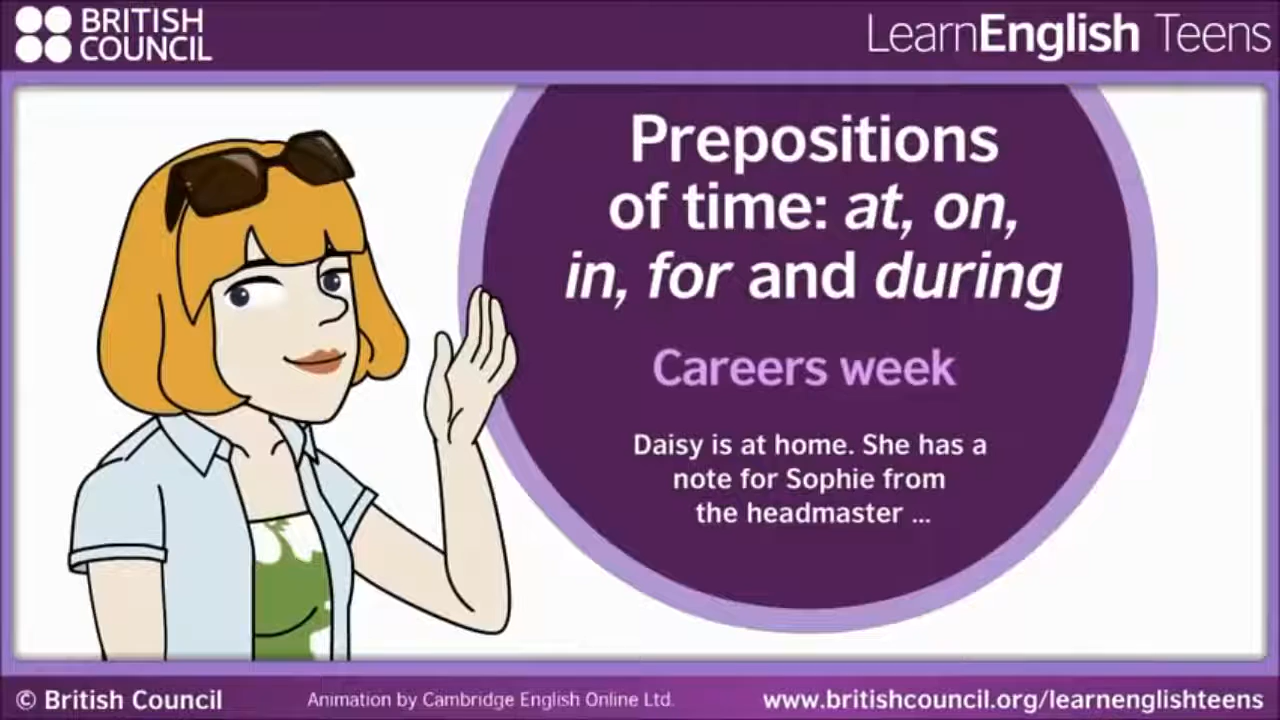 BRITISH
COUNCIL
LearnEnglish Teens
Prepositions
of time: at, on,
in, for and during
Careers week
Daisy is at home. She has a
note for Sophie from
the headmaster ...
© British Council
Animation by Cambridge English Online Ltd.
www.britishcouncil.org/learnenglishteens